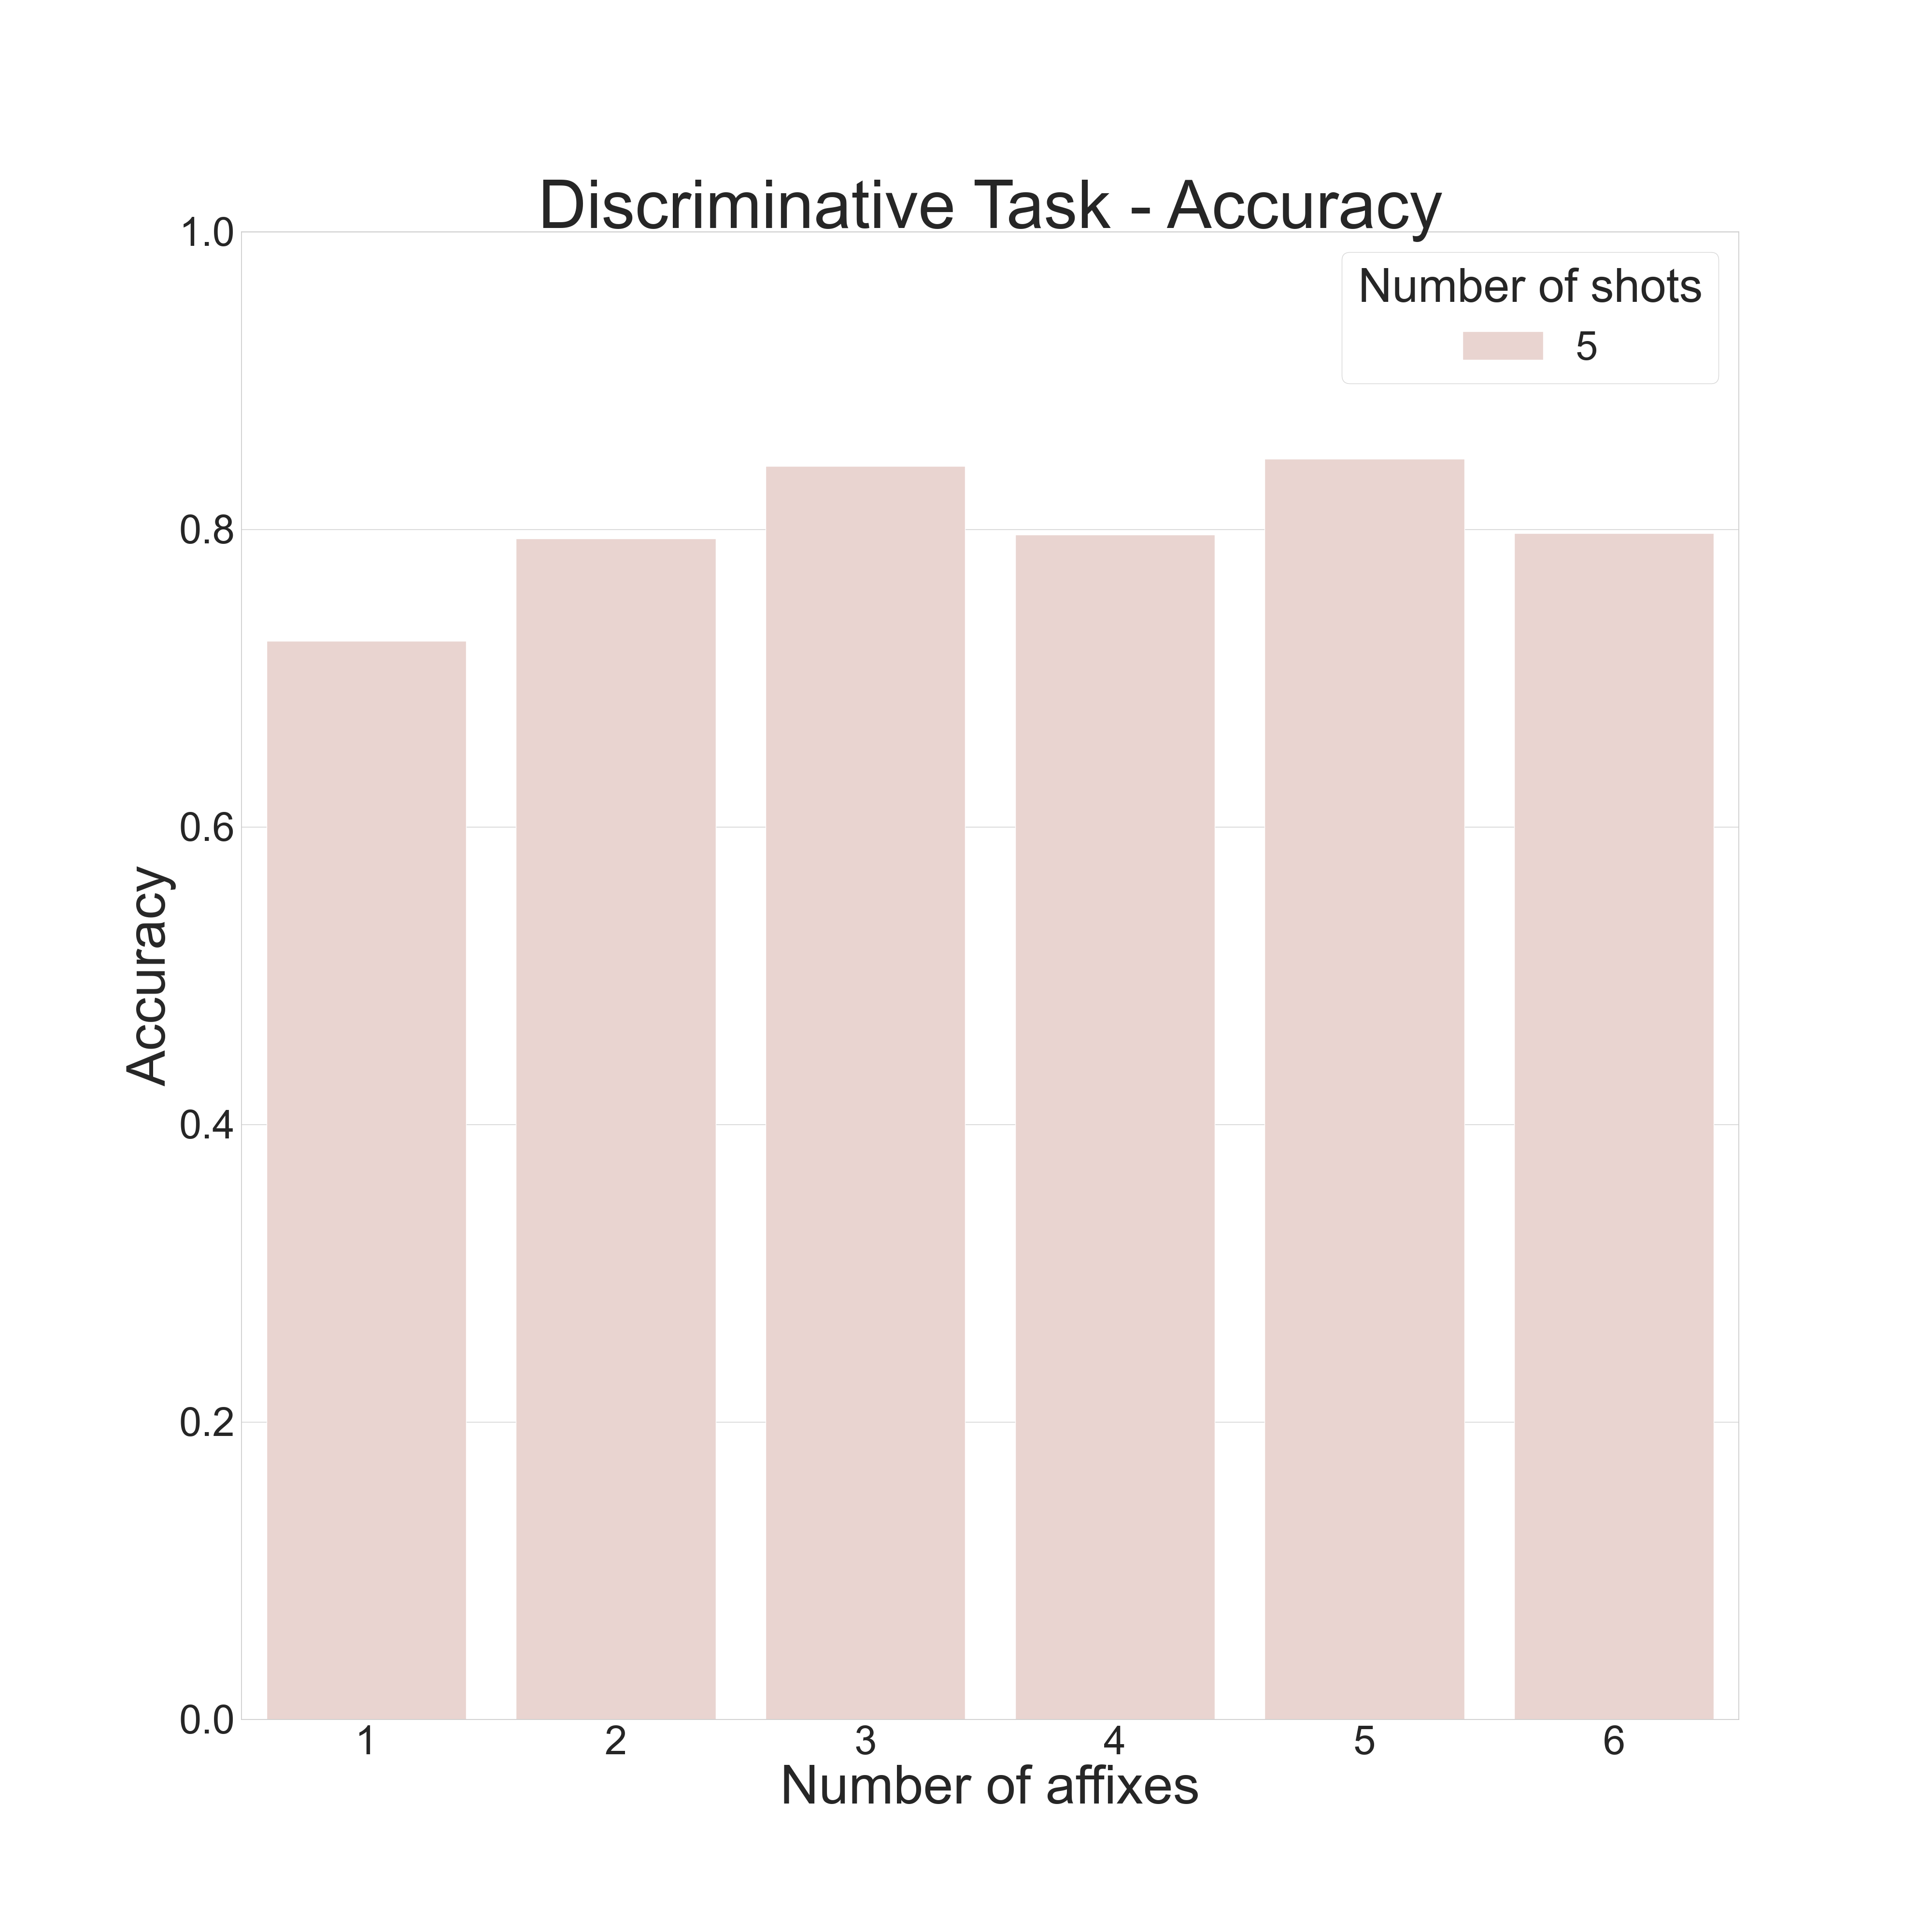 Discriminative Task - Accuracy
Number of shots
5
1.0
0.8
0.6
0.4
0.2
0.0
Accuracy
1 2 3 4 5 6
Number of affixes